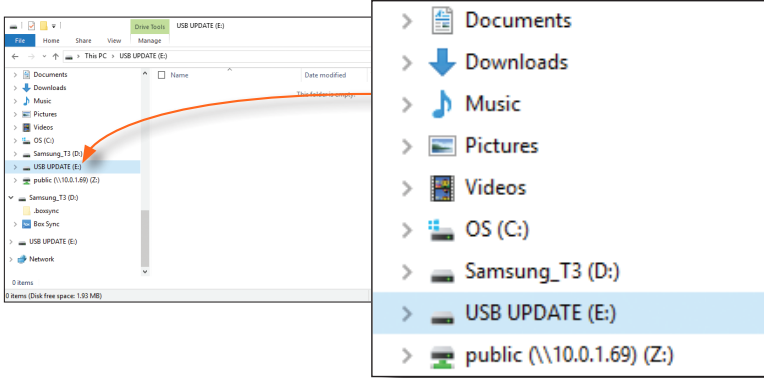 Drive Tools USB UPDATE (E:)
File Home Share View Manage
This PC > USB UPDATE (E:)
Name Date modified
This folder is empty.
Documents
Downloads
Music
Pictures
Videos
OS (C:)
Samsung_T3 (D:)
USB UPDATE (E:)
public (\\10.0.1.69) (Z:)
Samsung_T3 (D:)
.boxsync
Box Sync
USB UPDATE (E:)
Network
0 items
0 items (Disk free space: 1.93 MB)
Documents
Downloads
Music
Pictures
Videos
OS (C:)
Samsung_T3 (D:)
USB UPDATE (E:)
public (\\10.0.1.69) (Z:)